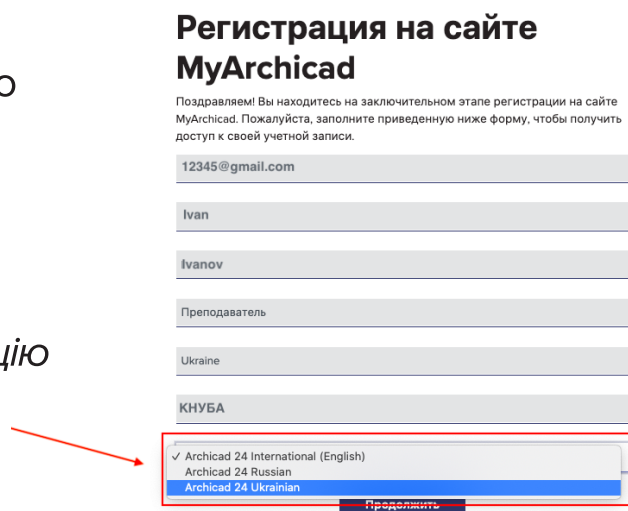 о
цію
Регистрация на сайте
MyArchicad
Поздравляем! Вы находитесь на заключительном этапе регистрации на сайте
MyArchicad. Пожалуйста, заполните приведенную ниже форму, чтобы получить
доступ к своей учетной записи.
12345@gmail.com
Ivan
Ivanov
Преподаватель
Ukraine
КНУБА
✓ Archicad 24 International (English)
Archicad 24 Russian
Archicad 24 Ukrainian
Продолжить